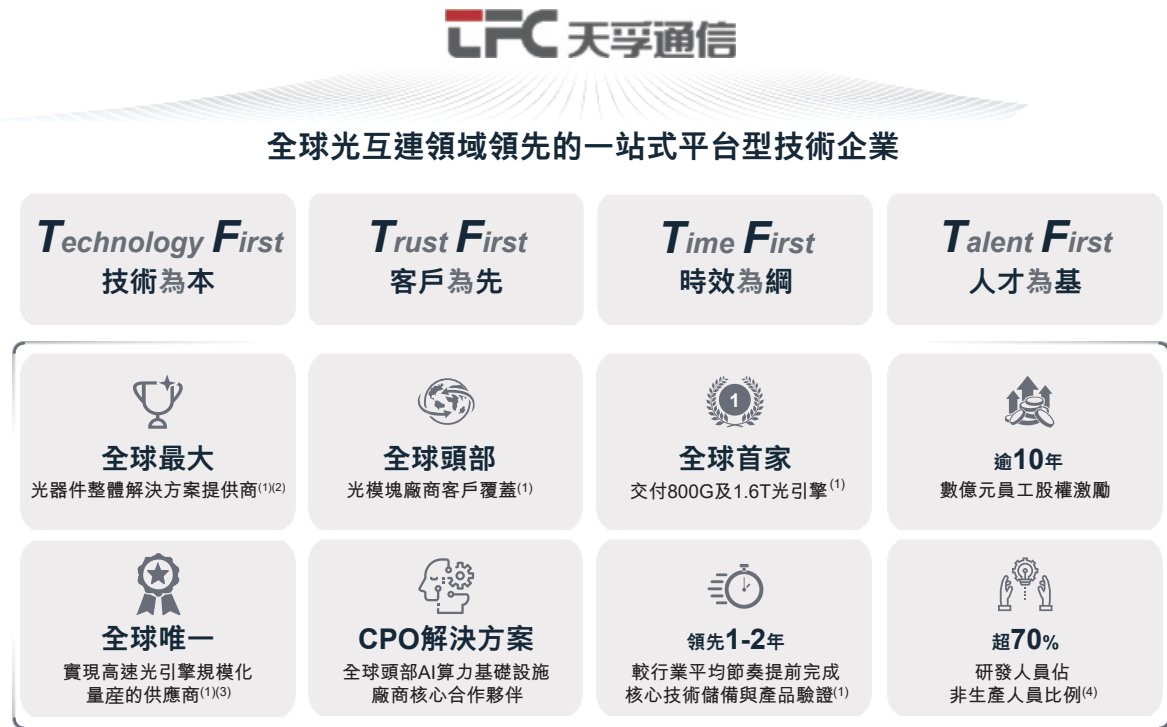 TFC 天孚通信
全球光互連領域領先的一站式平台型技術企業
Technology First
技術為本
Trust First
客戶為先
Time First
時效為綱
Talent First
人才為基
全球最大
光器件整體解決方案提供商(1)(2)
全球頭部
光模塊廠商客戶覆蓋(1)
1
全球首家
交付800G及1.6T光引擎(1)
逾10年
數億元員工股權激勵
全球唯一
實現高速光引擎規模化
量産的供應商(1)(3)
CPO解決方案
全球頭部AI算力基礎設施
廠商核心合作夥伴
領先1-2年
較行業平均節奏提前完成
核心技術儲備與產品驗證(1)
超70%
研發人員佔
非生產人員比例(4)